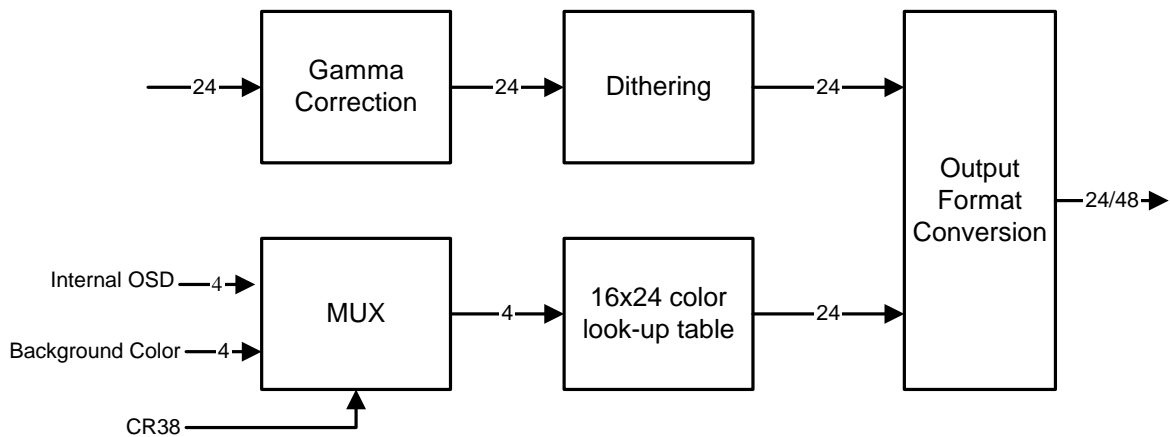 24
Gamma
Correction
24
Dithering
24
Output
Format
Conversion
24/48
Internal OSD
4
Background Color
4
MUX
4
16x24 color
look-up table
24
CR38